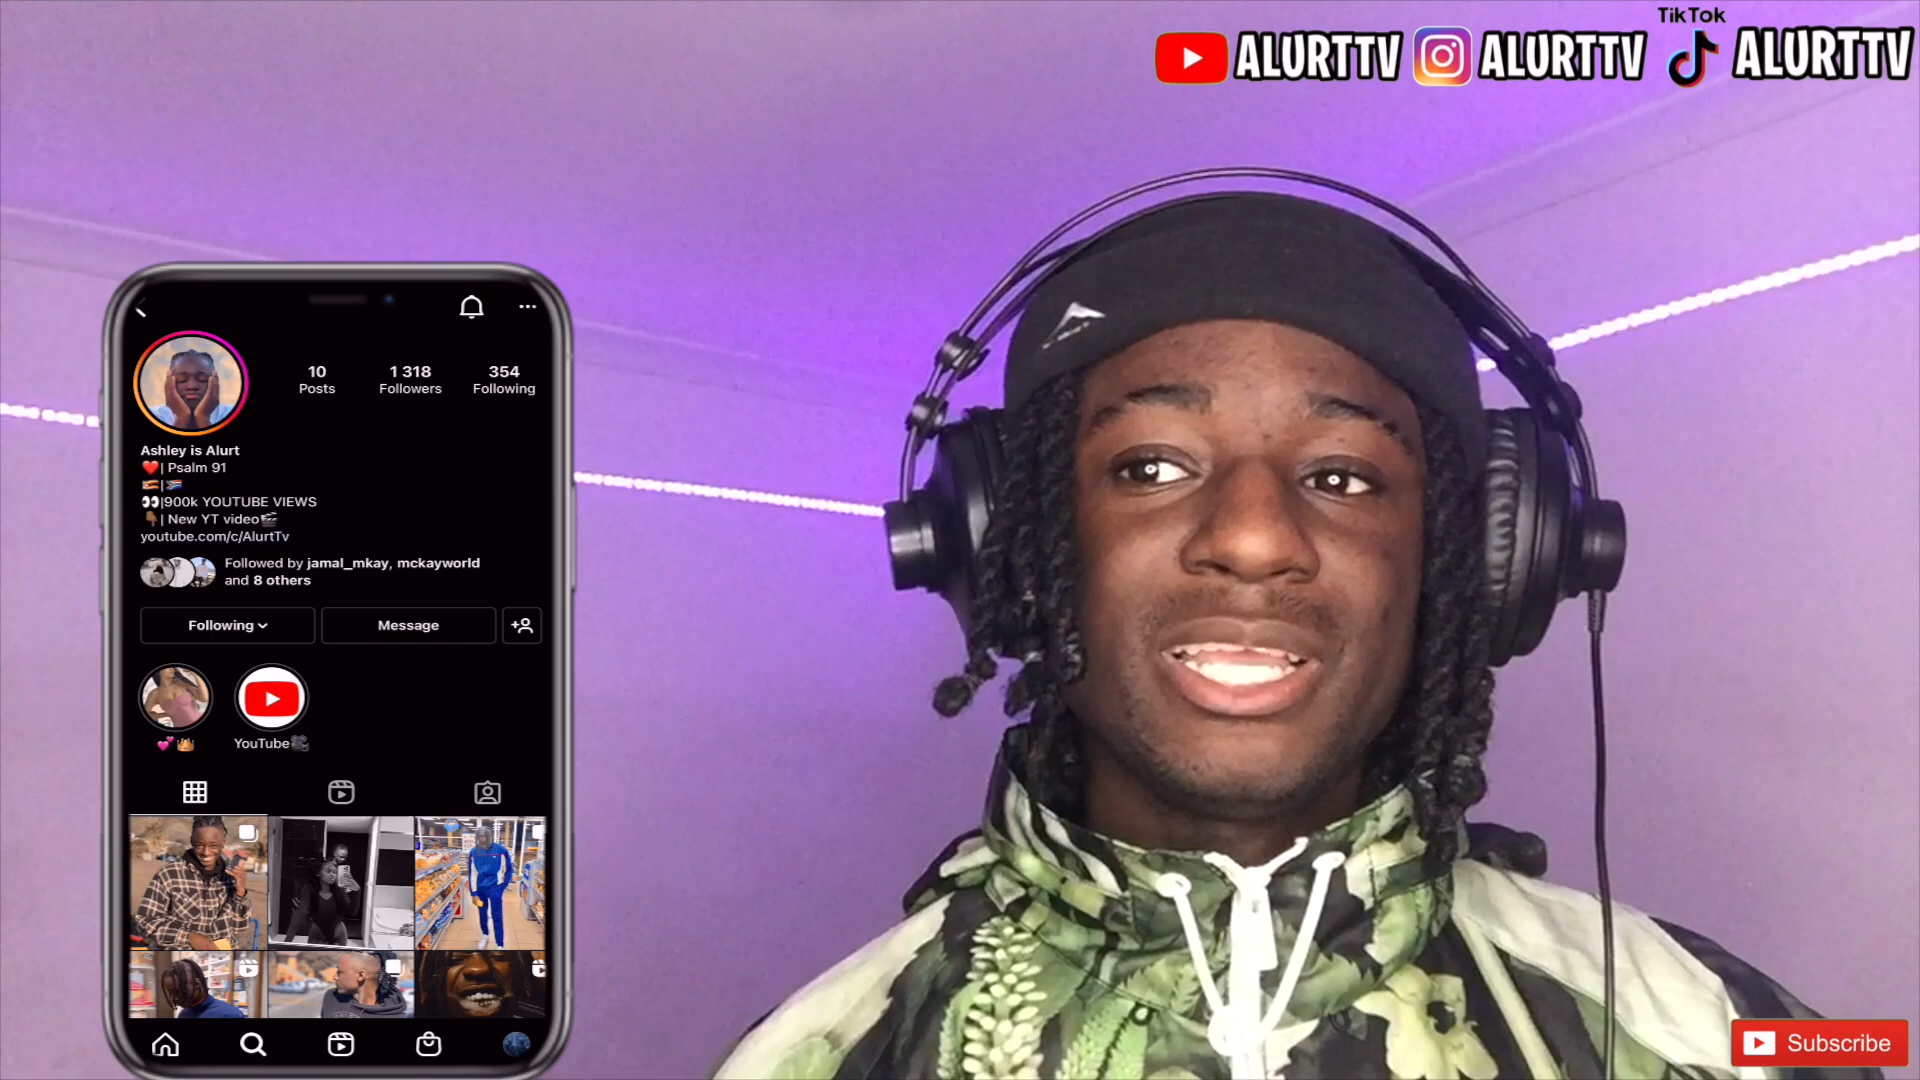 TikTok
ALURTTV ALURTTV ALURTTV
10 1 318 354
Posts Followers Following
Ashley is Alurt
❤️| Psalm 91
🇺🇬|🇿🇦
👀|900k YOUTUBE VIEWS
👇🏾| New YT video🎬
youtube.com/c/AlurtTv
Followed by jamal_mkay, mckayworld
and 8 others
Following Message
💕👑 YouTube🎥
Subscribe